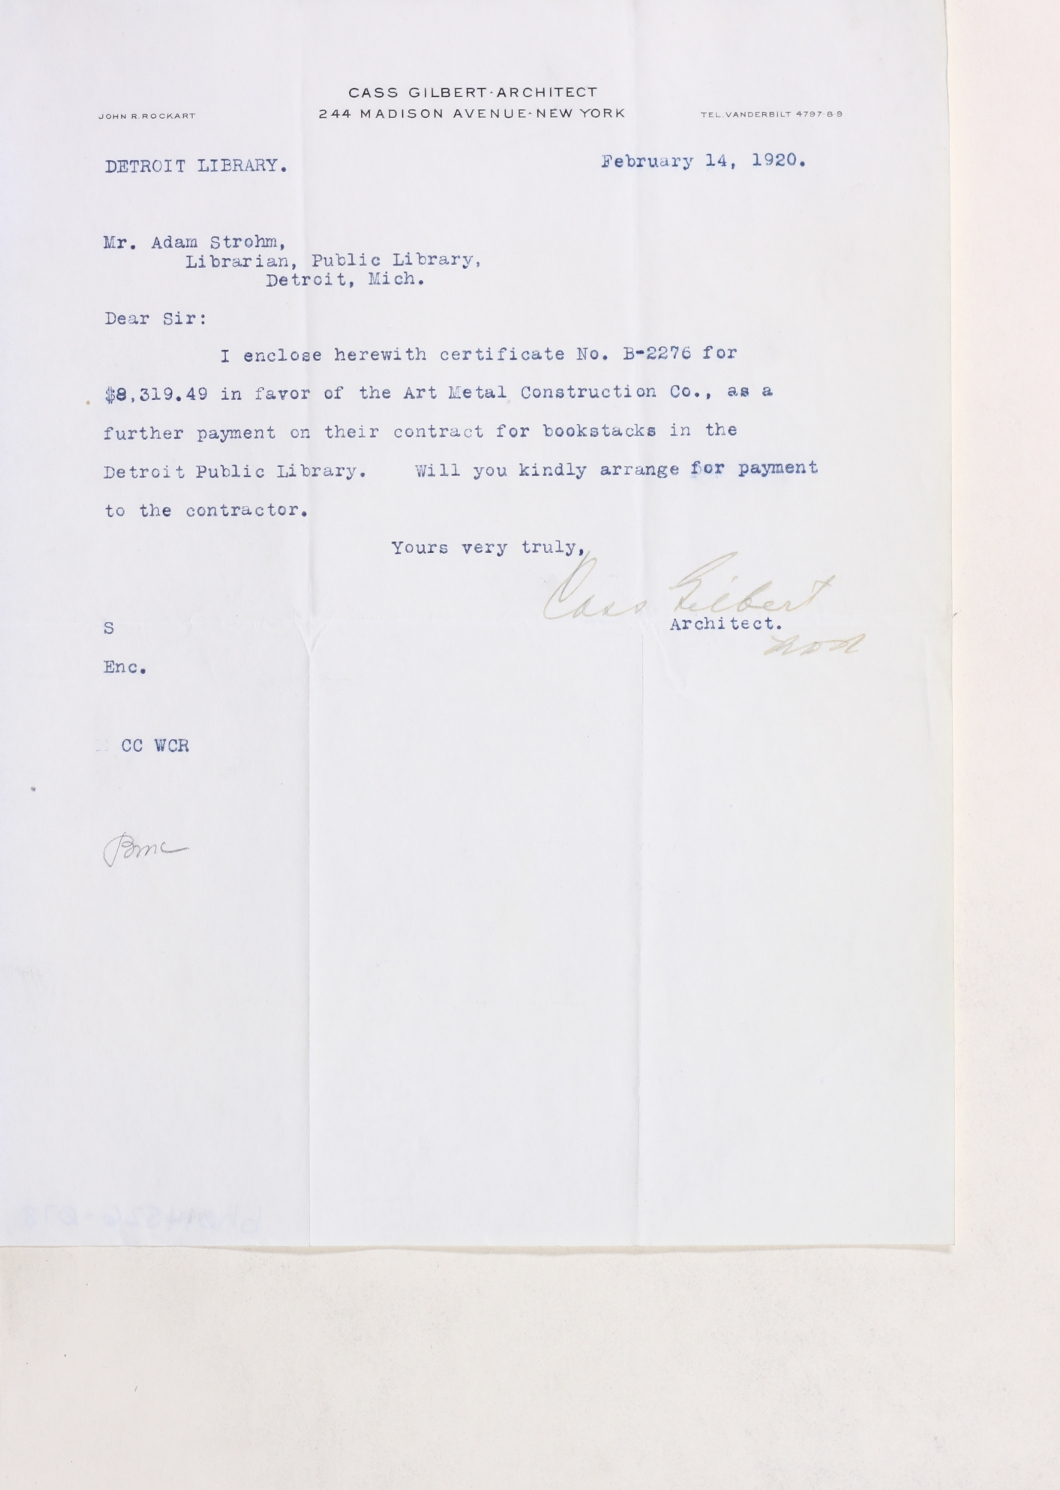 CASS GILBERT·ARCHITECT
244 MADISON AVENUE·NEW YORK
JOHN R. ROCKART
TEL. VANDERBILT 4797-8-9
DETROIT LIBRARY.
February 14, 1920.
Mr. Adam Strohm,
Librarian, Public Library,
Detroit, Mich.
Dear Sir:
I enclose herewith certificate No. B-2276 for
$8,319.49 in favor of the Art Metal Construction Co., as a
further payment on their contract for bookstacks in the
Detroit Public Library. Will you kindly arrange for payment
to the contractor.
Yours very truly,
Cass Gilbert
Architect.
S
Enc.
CC WCR